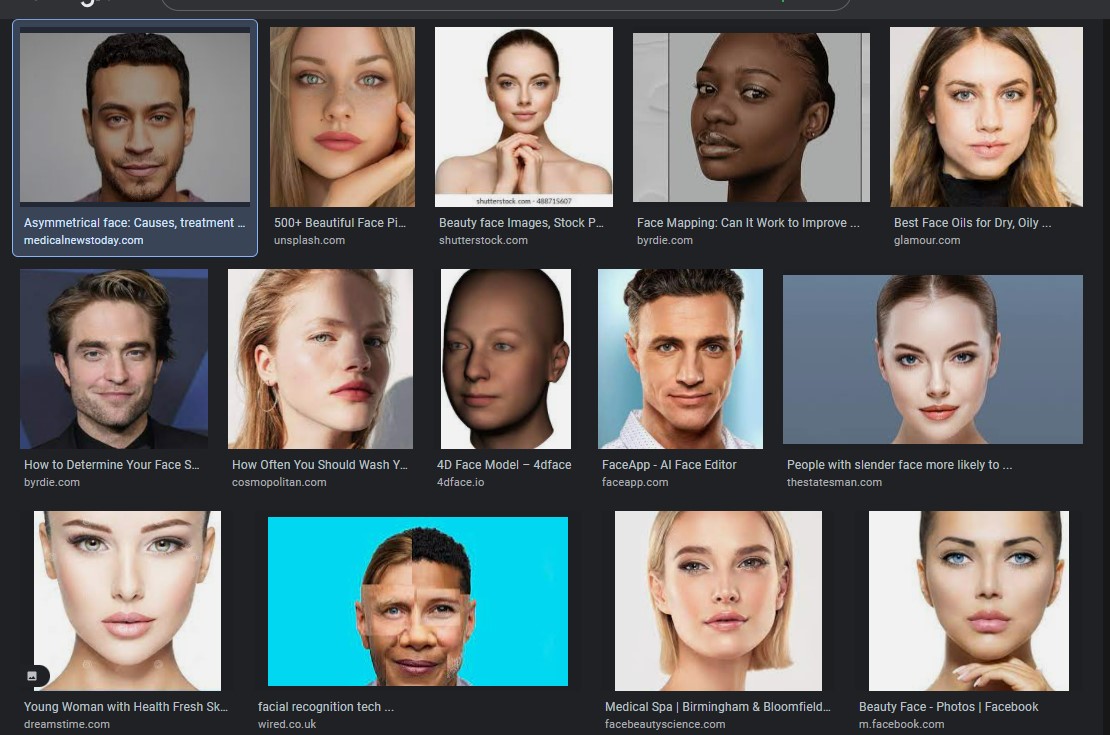 shutterstock.com · 488715607
Asymmetrical face: Causes, treatment ...
medicalnewstoday.com
500+ Beautiful Face Pi...
unsplash.com
Beauty face Images, Stock P...
shutterstock.com
Face Mapping: Can It Work to Improve ...
byrdie.com
Best Face Oils for Dry, Oily ...
glamour.com
How to Determine Your Face S...
byrdie.com
How Often You Should Wash Y...
cosmopolitan.com
4D Face Model – 4dface
4dface.io
FaceApp - AI Face Editor
faceapp.com
People with slender face more likely to ...
thestatesman.com
Young Woman with Health Fresh Sk...
dreamstime.com
facial recognition tech ...
wired.co.uk
Medical Spa | Birmingham & Bloomfield...
facebeautyscience.com
Beauty Face - Photos | Facebook
m.facebook.com